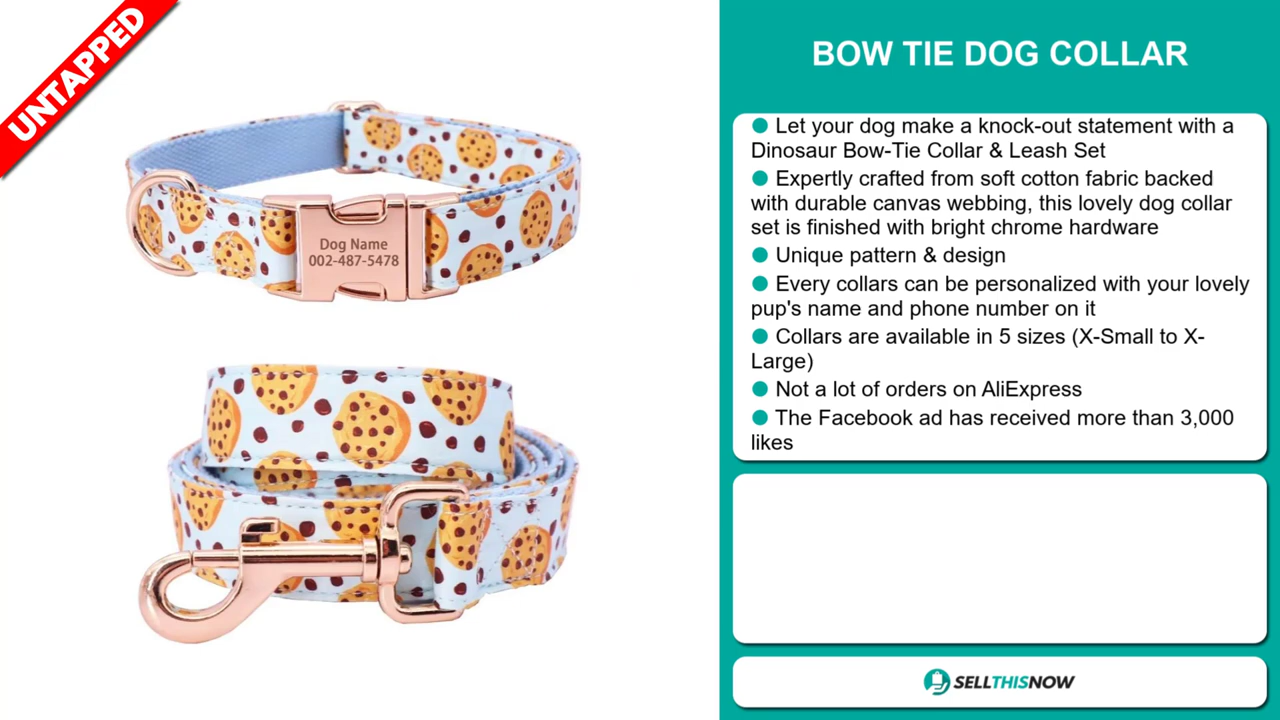 UNTAPPED
Dog Name
002-487-5478
BOW TIE DOG COLLAR
● Let your dog make a knock-out statement with a
Dinosaur Bow-Tie Collar & Leash Set
● Expertly crafted from soft cotton fabric backed
with durable canvas webbing, this lovely dog collar
set is finished with bright chrome hardware
● Unique pattern & design
● Every collars can be personalized with your lovely
pup's name and phone number on it
● Collars are available in 5 sizes (X-Small to X-
Large)
● Not a lot of orders on AliExpress
● The Facebook ad has received more than 3,000
likes
SELLTHISNOW